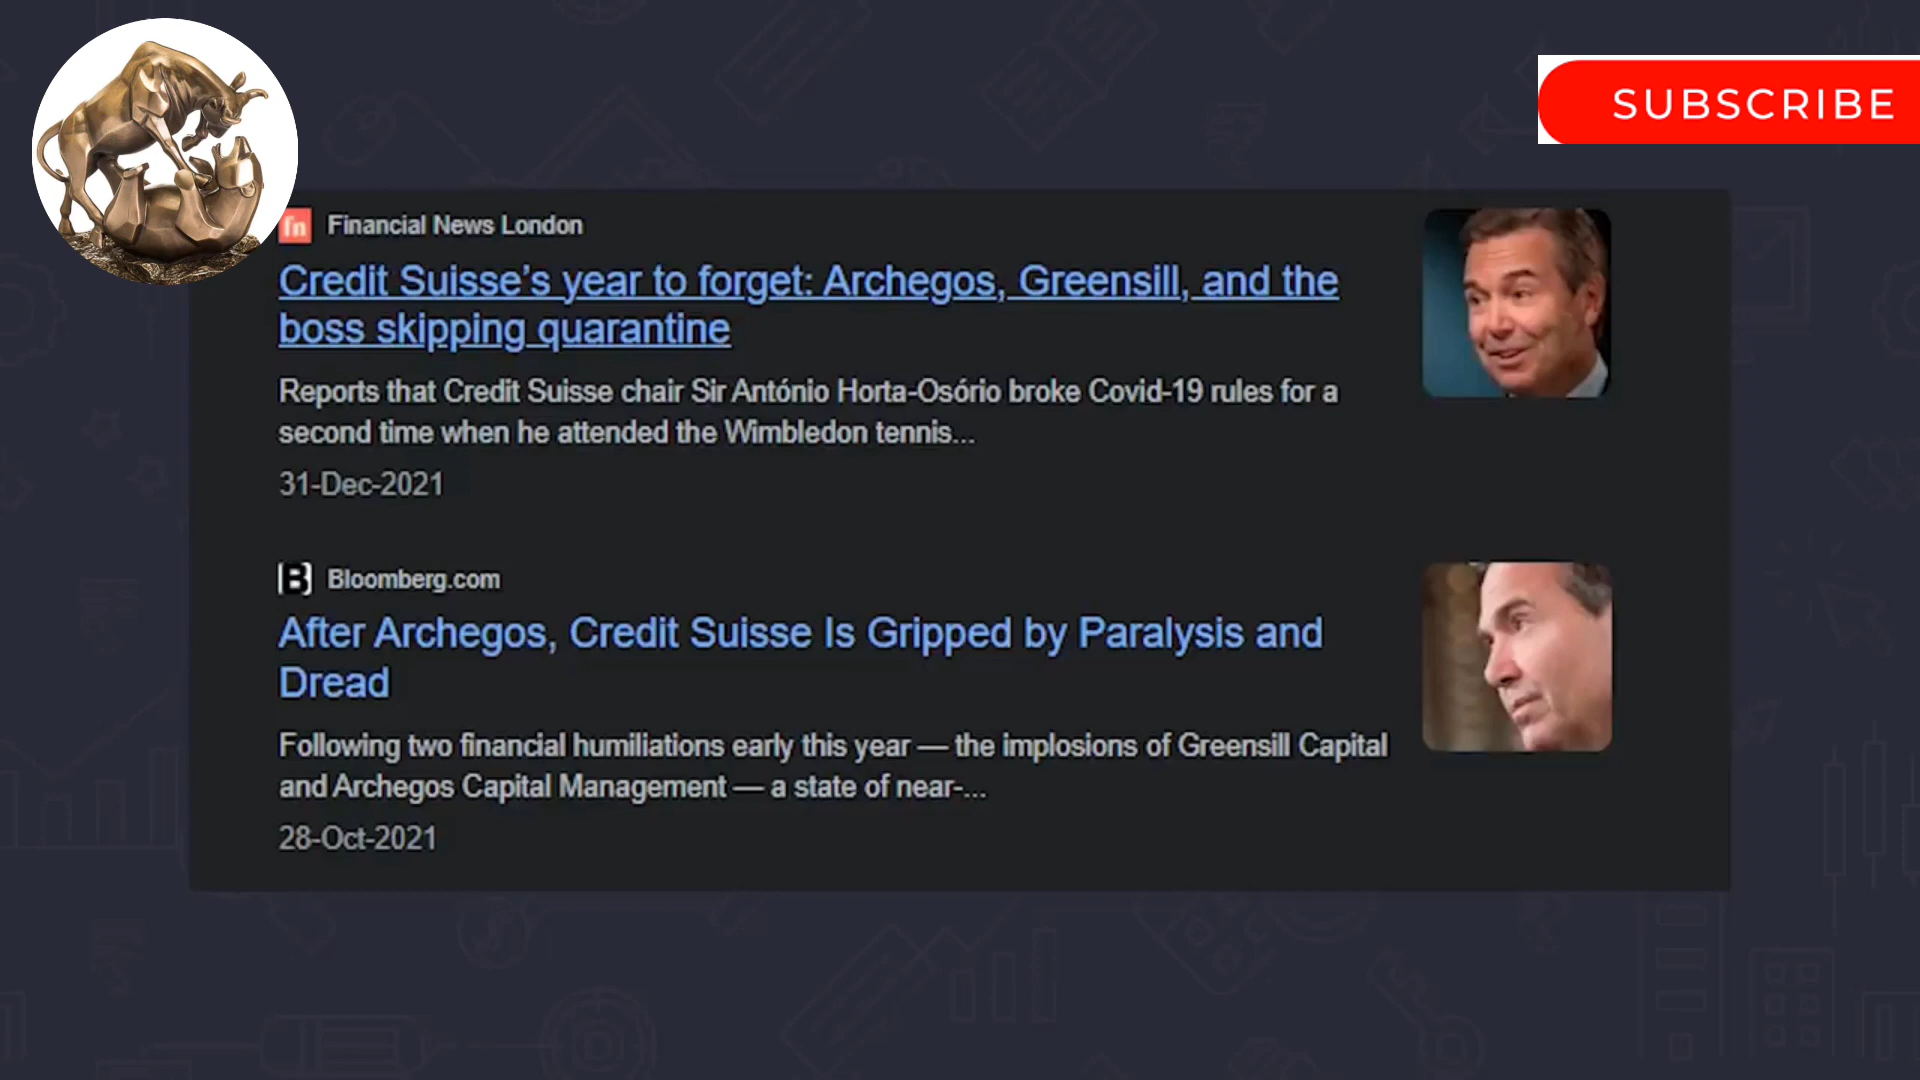 SUBSCRIBE
fn Financial News London
Credit Suisse's year to forget: Archegos, Greensill, and the
boss skipping quarantine
Reports that Credit Suisse chair Sir António Horta-Osório broke Covid-19 rules for a
second time when he attended the Wimbledon tennis...
31-Dec-2021
B Bloomberg.com
After Archegos, Credit Suisse Is Gripped by Paralysis and
Dread
Following two financial humiliations early this year — the implosions of Greensill Capital
and Archegos Capital Management — a state of near-...
28-Oct-2021